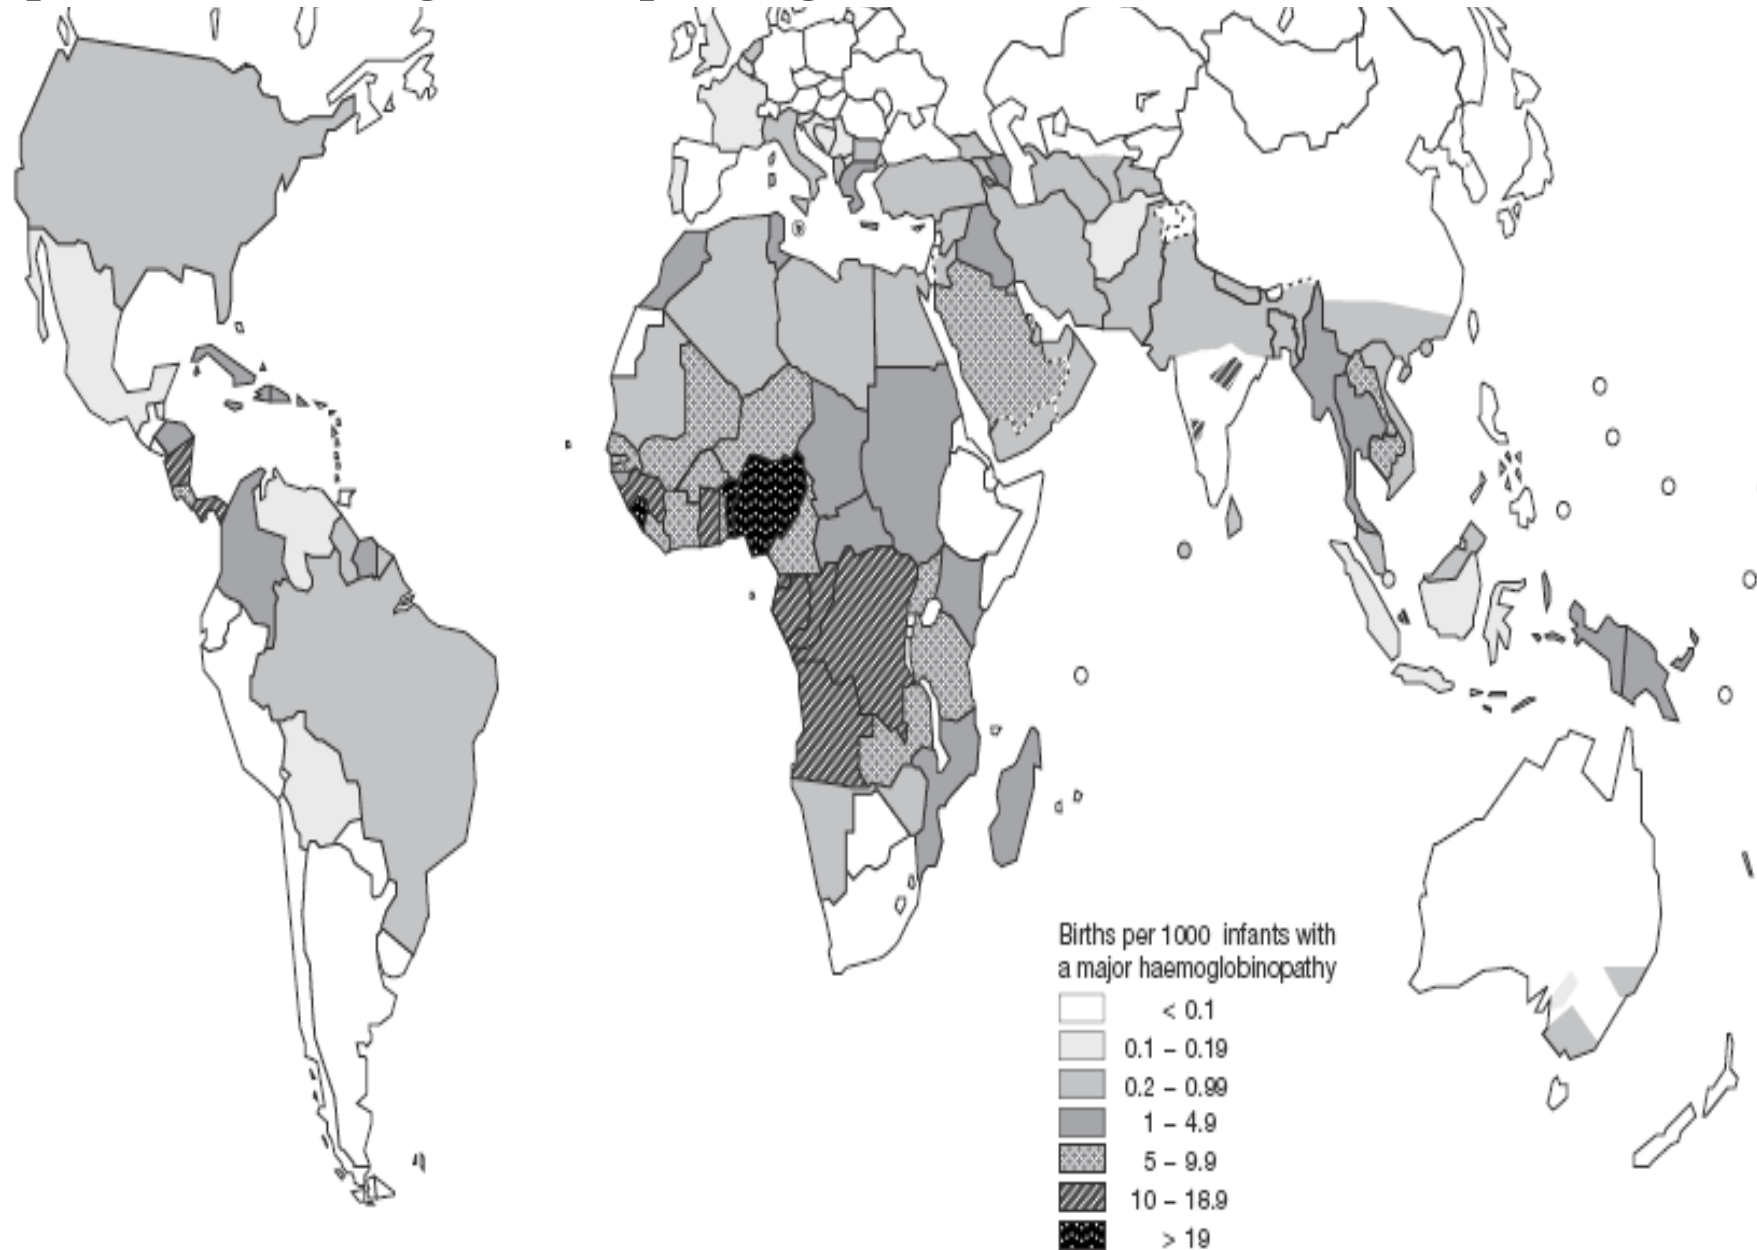 Births per 1000 infants with
a major haemoglobinopathy
< 0.1
0.1 – 0.19
0.2 – 0.99
1 – 4.9
5 – 9.9
10 – 18.9
> 19